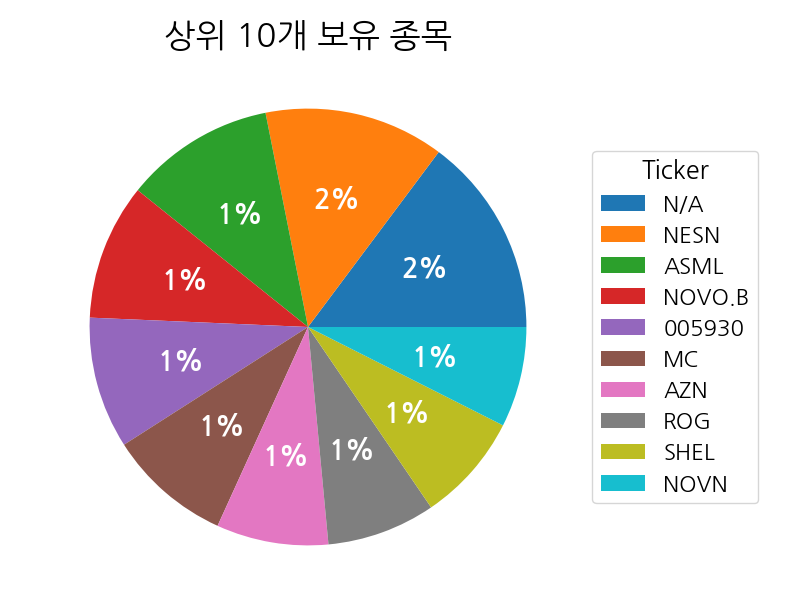 상위 10개 보유 종목
2%
2%
1%
1%
1%
1%
1%
1%
1%
1%
Ticker
N/A
NESN
ASML
NOVO.B
005930
MC
AZN
ROG
SHEL
NOVN